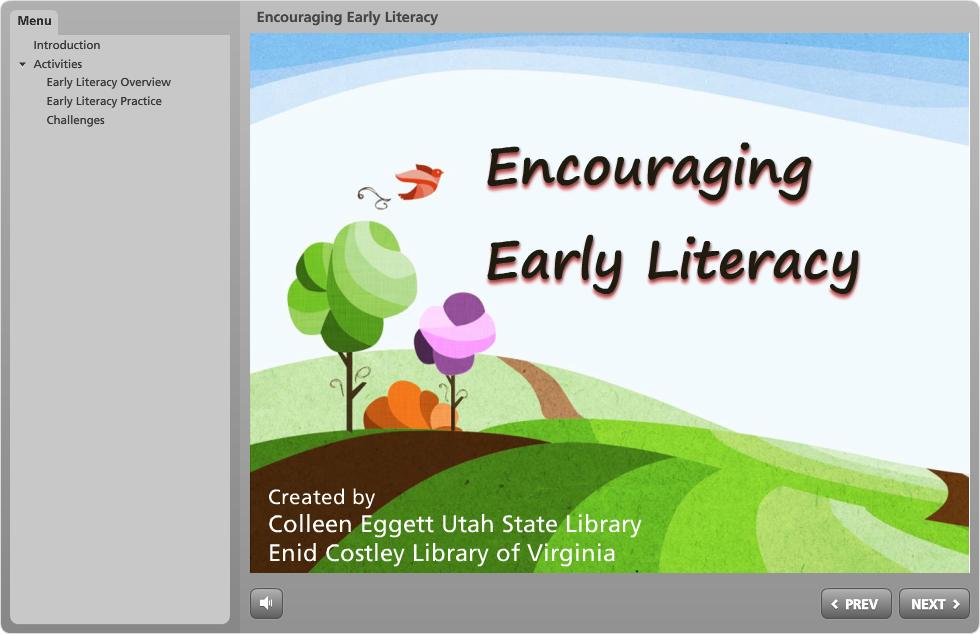 Menu
Introduction
Activities
Early Literacy Overview
Early Literacy Practice
Challenges
Encouraging Early Literacy
Encouraging
Early Literacy
Created by
Colleen Eggett Utah State Library
Enid Costley Library of Virginia
PREV
NEXT